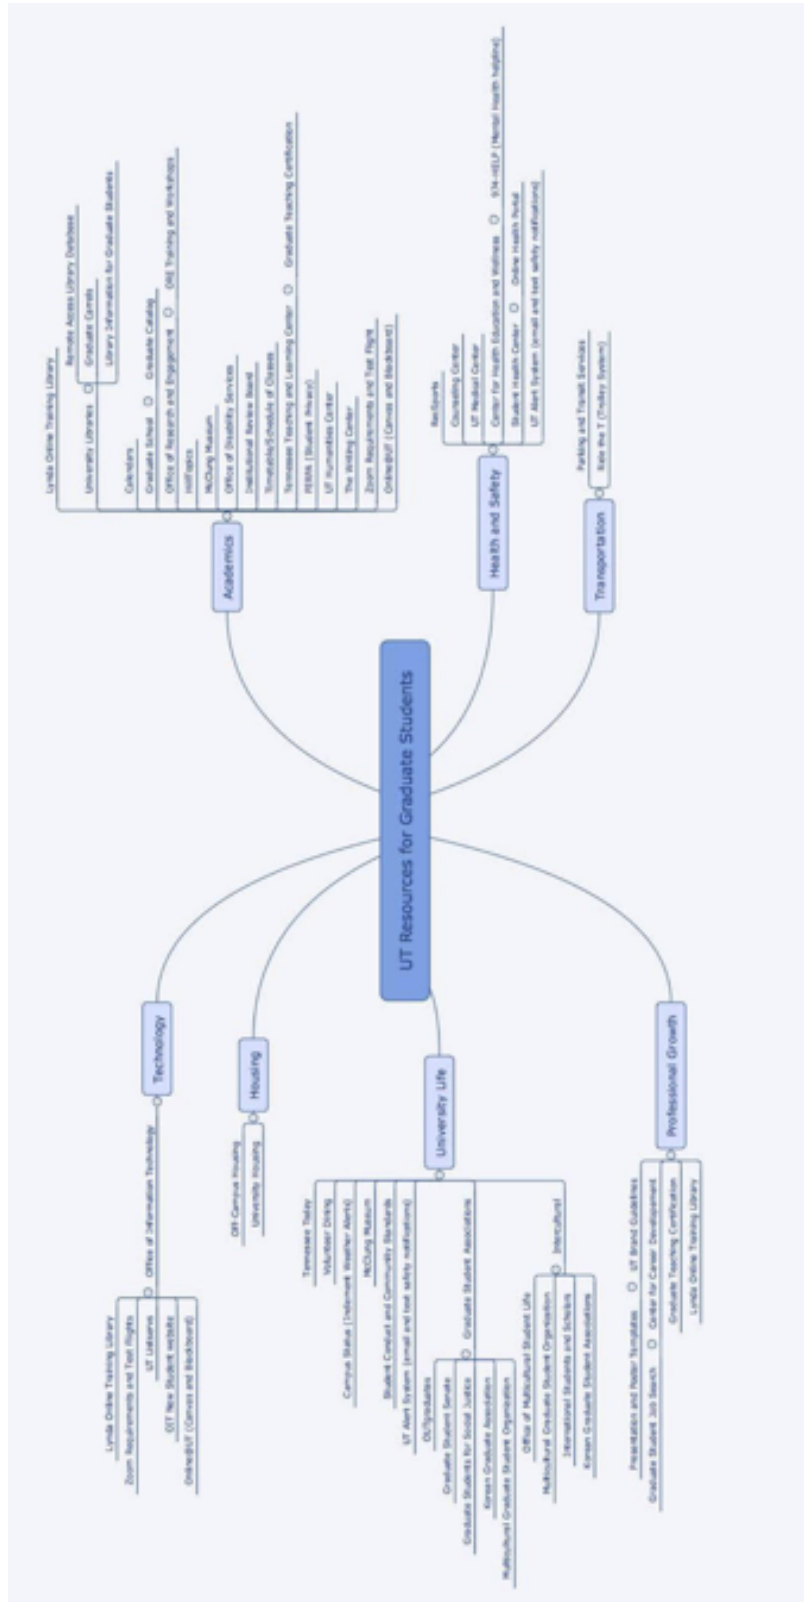 UT Resources for Graduate Students
Academics
Lynda Online Training Library
University Libraries
Remote Access Library Database
Graduate Carrels
Library Information for Graduate Students
Calendars
Graduate School
Graduate Catalog
Office of Research and Engagement
ORE Training and Workshops
HillTopics
McClung Museum
Office of Disability Services
Institutional Review Board
Timetable/Schedule of Classes
Tennessee Teaching and Learning Center
Graduate Teaching Certification
FERPA (Student Privacy)
UT Humanities Center
The Writing Center
Zoom Requirements and Test Flight
Online@UT (Canvas and Blackboard)
Health and Safety
RecSports
Counseling Center
UT Medical Center
Center for Health Education and Wellness
974-HELP (Mental Health helpline)
Student Health Center
Online Health Portal
UT Alert System (email and text safety notifications)
Transportation
Parking and Transit Services
Ride the T (Trolley System)
Technology
Office of Information Technology
Lynda Online Training Library
Zoom Requirements and Test Flights
UT Listservs
OIT New Student website
Online@UT (Canvas and Blackboard)
Housing
Off-Campus Housing
University Housing
University Life
Tennessee Today
Volunteer Dining
Campus Status (Inclement Weather Alerts)
McClung Museum
Student Conduct and Community Standards
UT Alert System (email and text safety notifications)
Graduate Student Associations
OUTgraduates
Graduate Student Senate
Graduate Students for Social Justice
Korean Graduate Association
Multicultural Graduate Student Organization
Intercultural
Office of Multicultural Student Life
Multicultural Graduate Student Organization
International Students and Scholars
Korean Graduate Student Associations
Professional Growth
UT Brand Guidelines
Presentation and Poster Templates
Center for Career Development
Graduate Student Job Search
Graduate Teaching Certification
Lynda Online Training Library